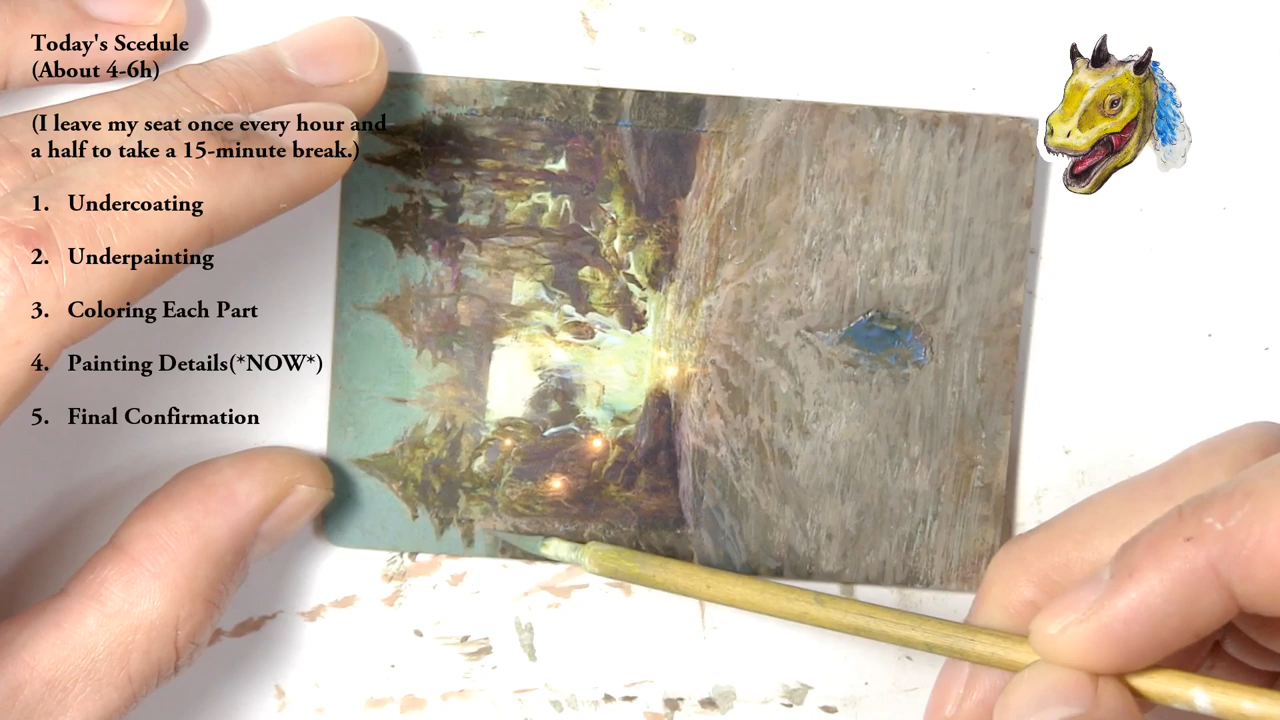 Today's Scedule
(About 4-6h)
(I leave my seat once every hour and
a half to take a 15-minute break.)
1. Undercoating
2. Underpainting
3. Coloring Each Part
4. Painting Details(*NOW*)
5. Final Confirmation